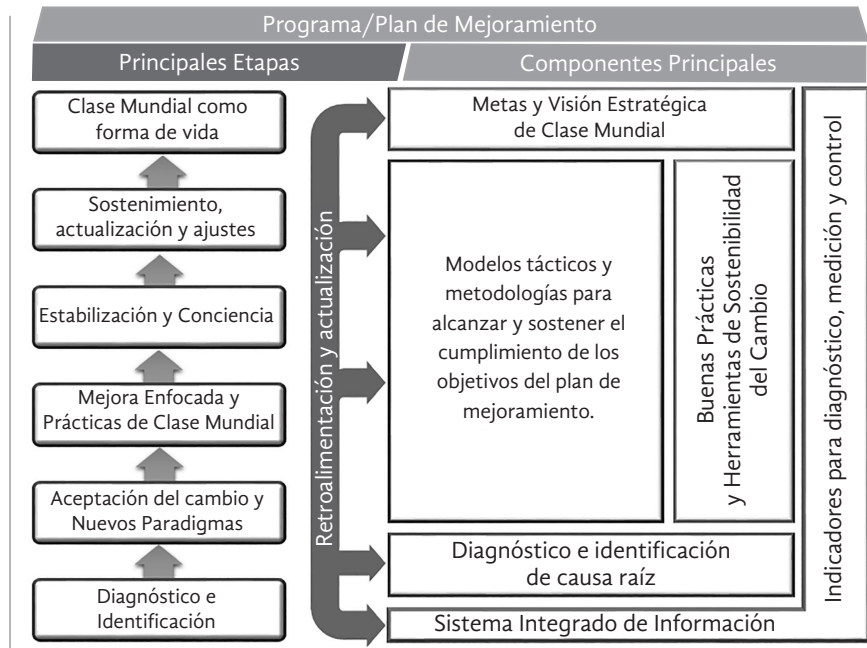 Programa/Plan de Mejoramiento
Principales Etapas
Componentes Principales
Clase Mundial como
forma de vida
Sostenimiento,
actualización y ajustes
Estabilización y Conciencia
Mejora Enfocada y
Prácticas de Clase Mundial
Aceptación del cambio y
Nuevos Paradigmas
Diagnóstico e
Identificación
Retroalimentación y actualización
Metas y Visión Estratégica
de Clase Mundial
Modelos tácticos y
metodologías para
alcanzar y sostener el
cumplimiento de los
objetivos del plan de
mejoramiento.
Buenas Prácticas
y Herramientas de Sostenibilidad
del Cambio
Diagnóstico e identificación
de causa raíz
Sistema Integrado de Información
Indicadores para diagnóstico, medición y control